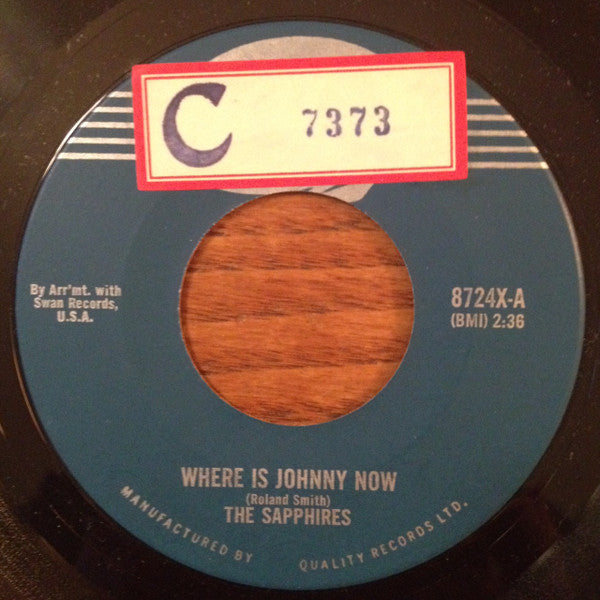 C 7373
By Arr'mt. with
Swan Records,
U.S.A.
8724X-A
(BMI) 2:36
WHERE IS JOHNNY NOW
(Roland Smith)
THE SAPPHIRES
MANUFACTURED BY QUALITY RECORDS LTD.